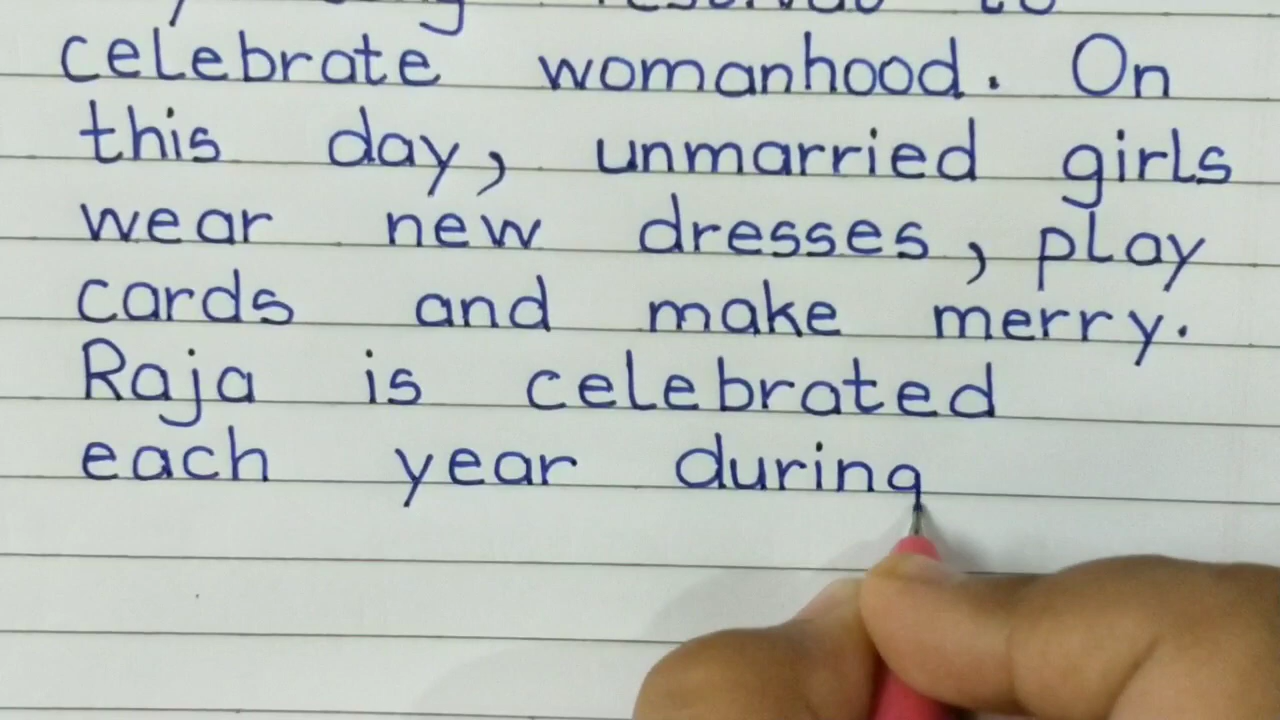 to
celebrate womanhood. On
this day, unmarried girls
wear new dresses, play
cards and make merry.
Raja is celebrated
each year during